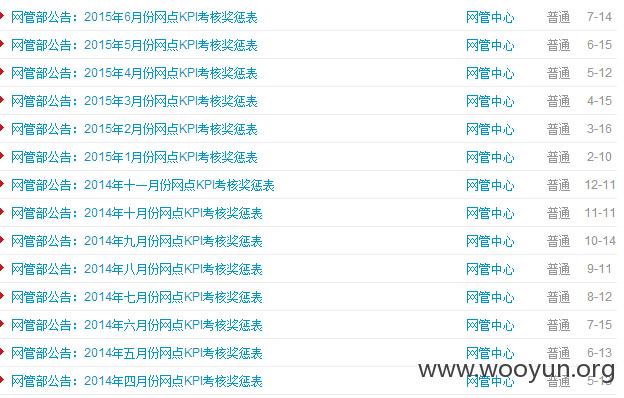 网管部公告：2015年6月份网点KPI考核奖惩表 网管中心 普通 7-14
网管部公告：2015年5月份网点KPI考核奖惩表 网管中心 普通 6-15
网管部公告：2015年4月份网点KPI考核奖惩表 网管中心 普通 5-12
网管部公告：2015年3月份网点KPI考核奖惩表 网管中心 普通 4-15
网管部公告：2015年2月份网点KPI考核奖惩表 网管中心 普通 3-16
网管部公告：2015年1月份网点KPI考核奖惩表 网管中心 普通 2-10
网管部公告：2014年十一月份网点KPI考核奖惩表 网管中心 普通 12-11
网管部公告：2014年十月份网点KPI考核奖惩表 网管中心 普通 11-11
网管部公告：2014年九月份网点KPI考核奖惩表 网管中心 普通 10-14
网管部公告：2014年八月份网点KPI考核奖惩表 网管中心 普通 9-11
网管部公告：2014年七月份网点KPI考核奖惩表 网管中心 普通 8-12
网管部公告：2014年六月份网点KPI考核奖惩表 网管中心 普通 7-15
网管部公告：2014年五月份网点KPI考核奖惩表 网管中心 普通 6-13
www.wooyun.org
网管部公告：2014年四月份网点KPI考核奖惩表 网管中心 普通